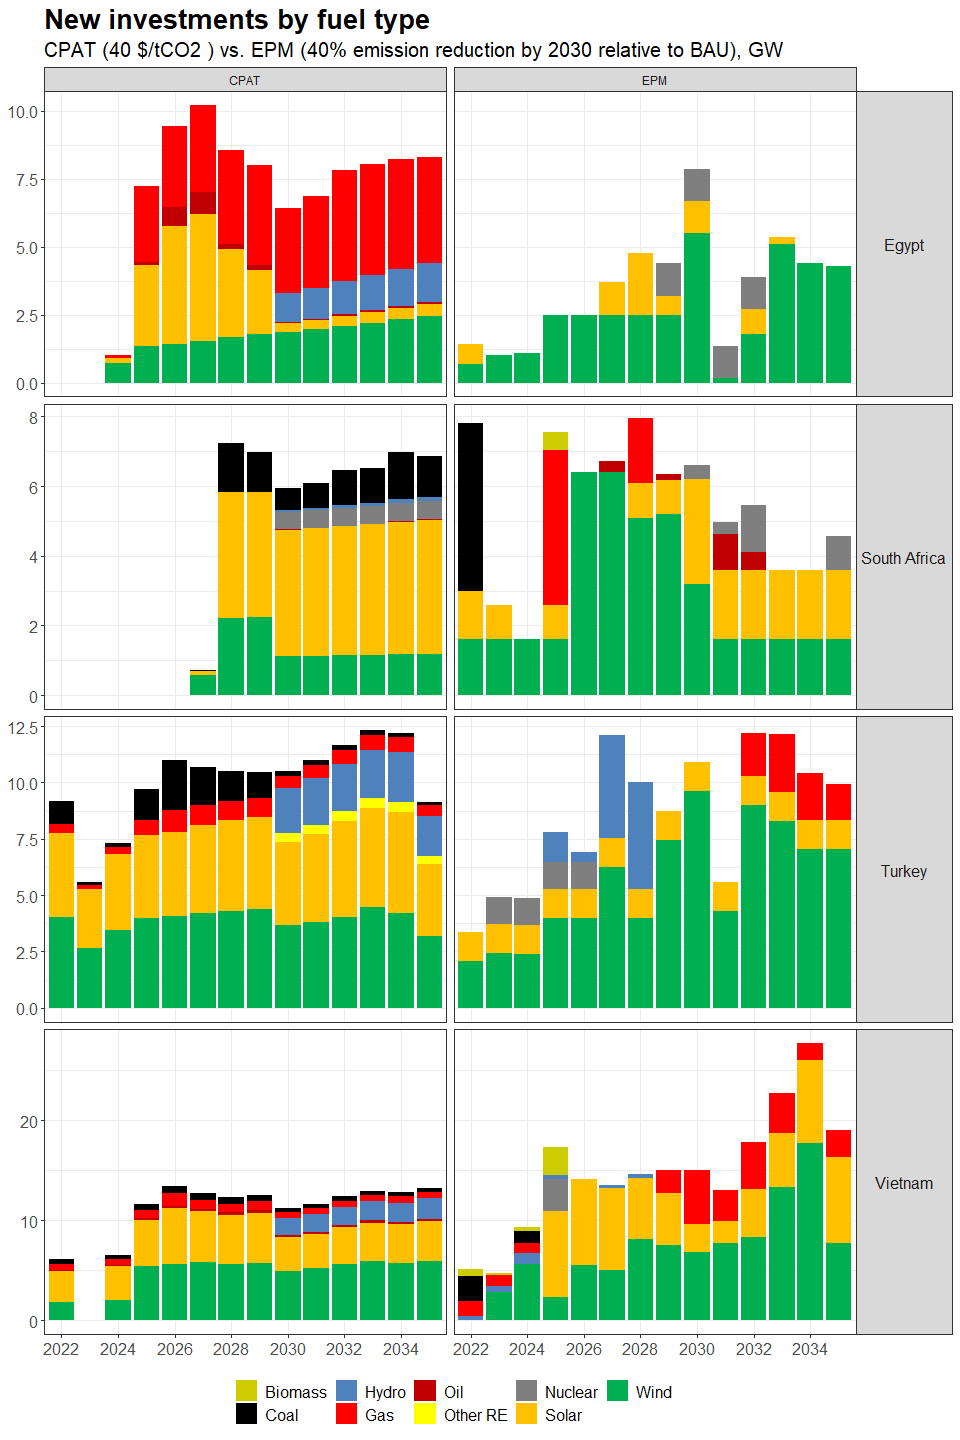 New investments by fuel type
CPAT (40 $/tCO2 ) vs. EPM (40% emission reduction by 2030 relative to BAU), GW
CPAT EPM
10.0
7.5
5.0
2.5
0.0
Egypt
8
6
4
2
0
South Africa
12.5
10.0
7.5
5.0
2.5
0.0
Turkey
20
10
0
Vietnam
2022 2024 2026 2028 2030 2032 2034 2022 2024 2026 2028 2030 2032 2034
Biomass Hydro Oil Nuclear Wind
Coal Gas Other RE Solar